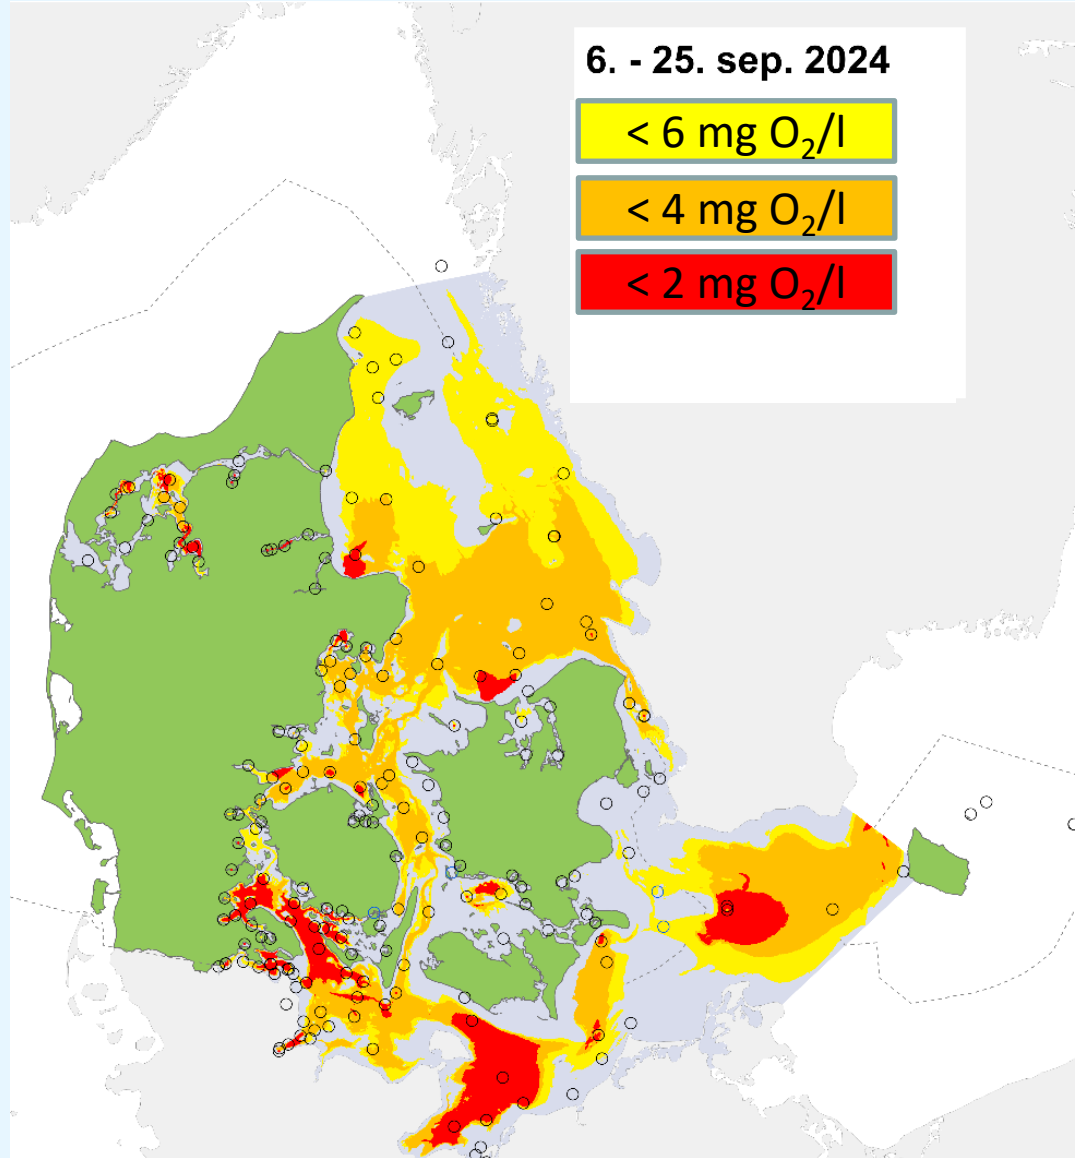 6. - 25. sep. 2024
< 6 mg O₂/l
< 4 mg O₂/l
< 2 mg O₂/l